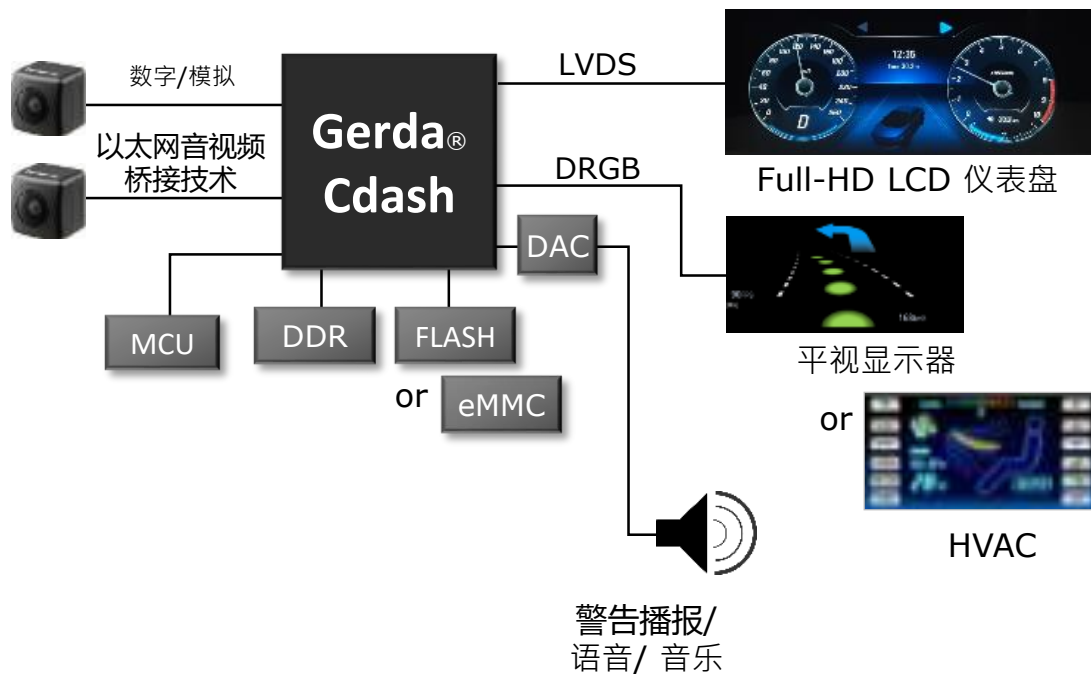 数字/模拟
以太网音视频
桥接技术
Gerda®
Cdash
LVDS
DRGB
DAC
MCU
DDR
FLASH
or
eMMC
12:35
D
Full-HD LCD 仪表盘
平视显示器
or
HVAC
警告播报/
语音/ 音乐